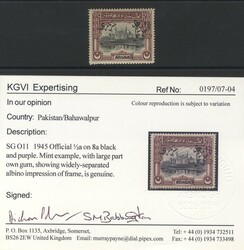 KGVI Expertising
Ref No 0197/07-04
In our opinion
Colour reproduction is subject to variation
Country: Pakistan/Bahawalpur
Description:
SG O11 1945 Official ½a on 8a black
and purple. Mint example, with large part
own gum, showing widely-separated
albino impression of frame, is genuine.
Signed:
P.O. Box 1135, Axbridge, Somerset,
BS26 2EW United Kingdom
Email: murraypayne@dial.pipex.com
Tel: +44 (0) 1934 732511
Fax: +44 (0) 1934 733498